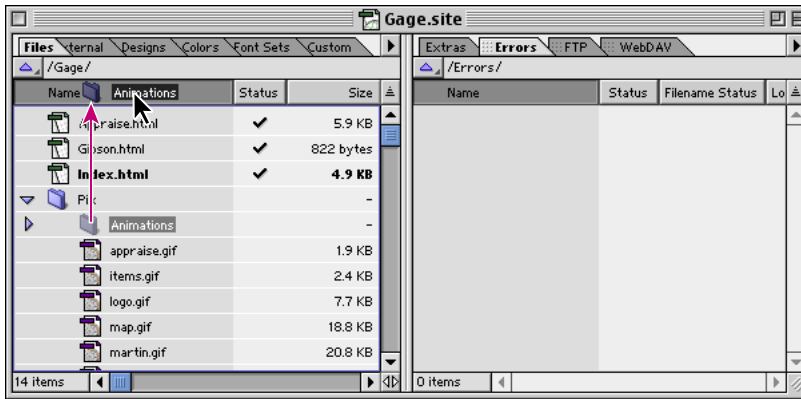 Gage.site
Files xternal Designs Colors Font Sets Custom
/Gage/
Name Animations Status Size
Appraise.html 5.9 KB
Gibson.html 822 bytes
Index.html 4.9 KB
Pix -
Animations -
appraise.gif 1.9 KB
items.gif 2.4 KB
logo.gif 7.7 KB
map.gif 18.8 KB
martin.gif 20.8 KB
14 items
Extras Errors FTP WebDAV
/Errors/
Name Status Filename Status Lo
0 items